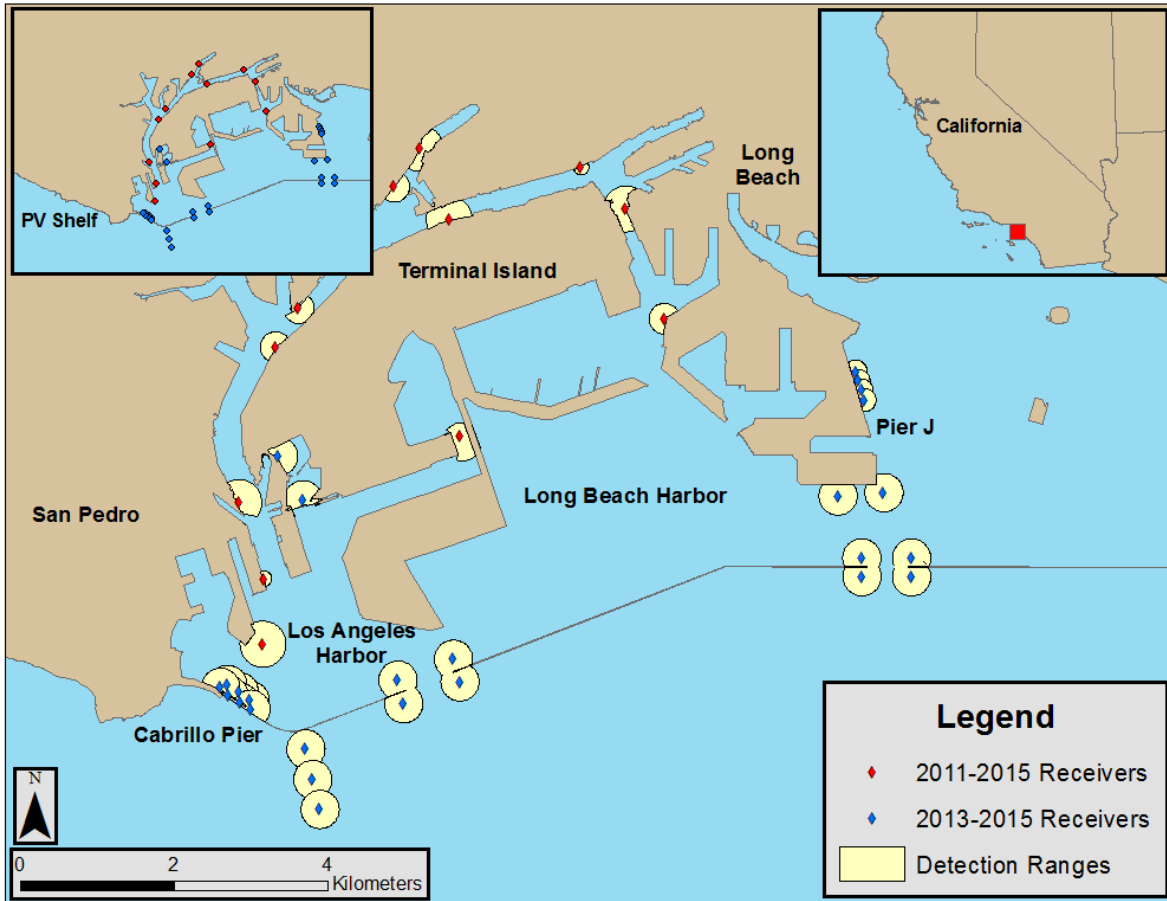 PV Shelf
California
Long
Beach
Terminal Island
Pier J
Long Beach Harbor
San Pedro
Los Angeles
Harbor
Cabrillo Pier
N
0 2 4
Kilometers
Legend
2011-2015 Receivers
2013-2015 Receivers
Detection Ranges